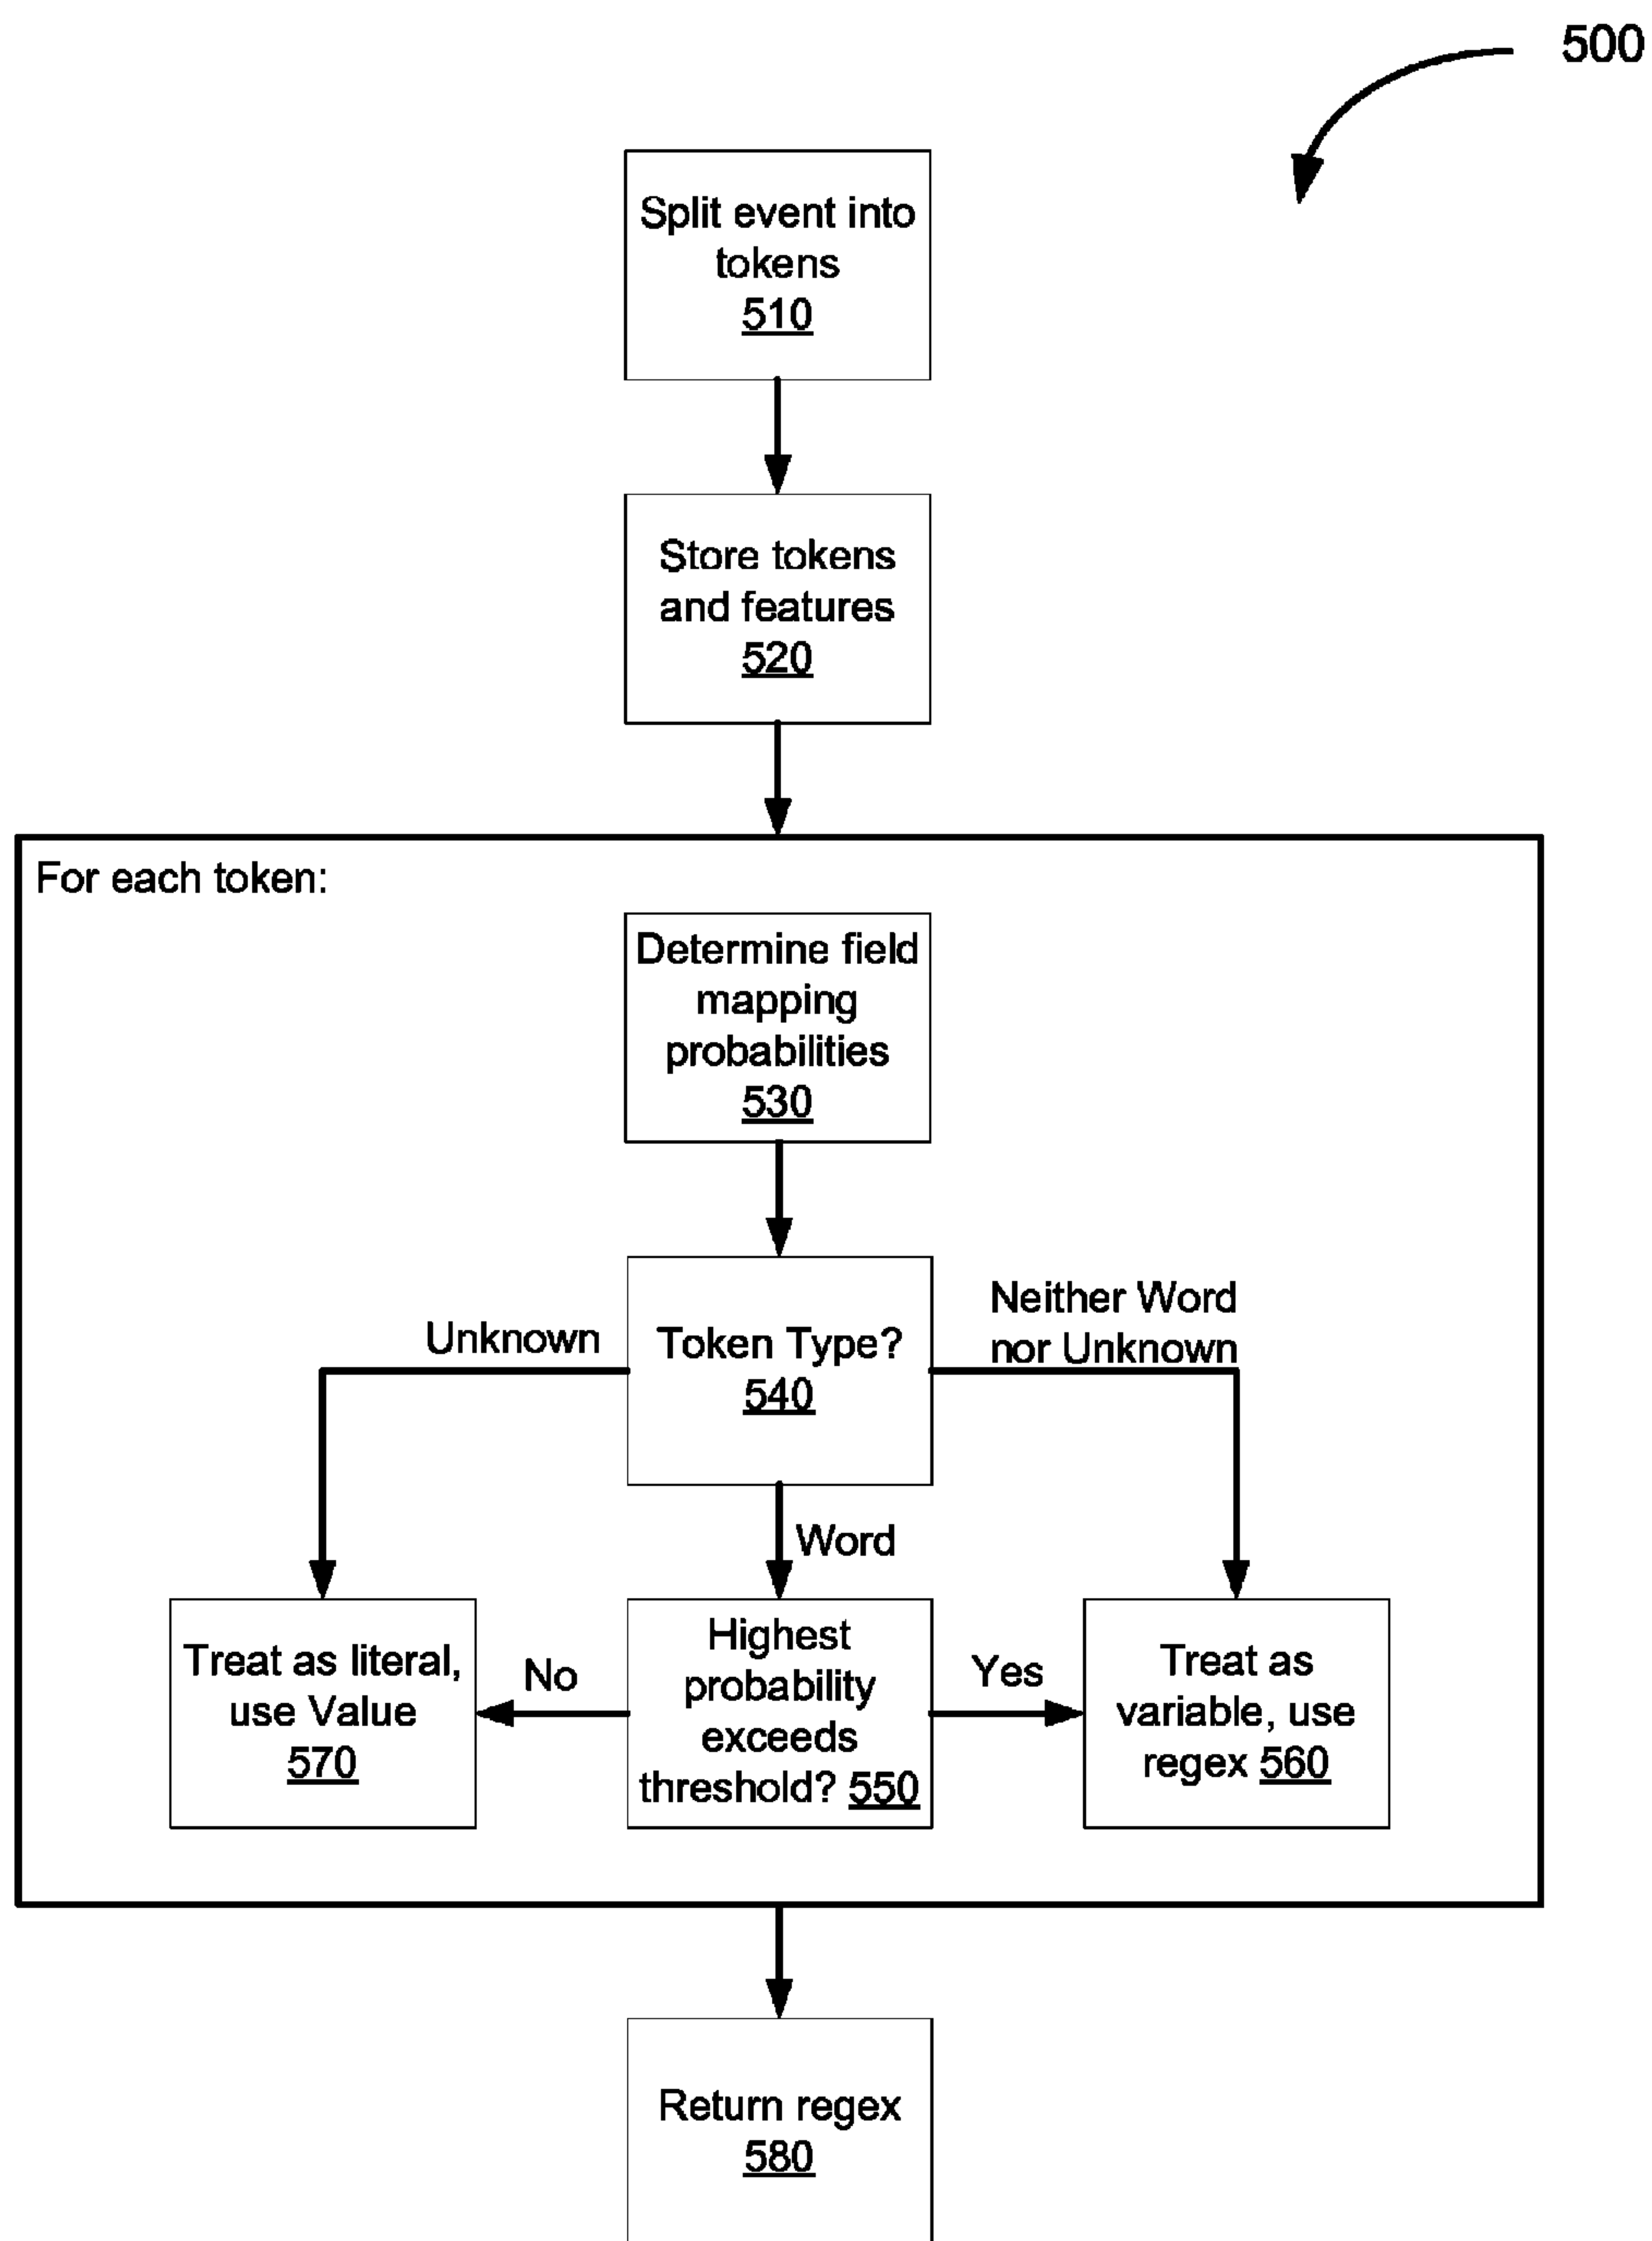 500
Split event into
tokens
510
Store tokens
and features
520
For each token:
Determine field
mapping
probabilities
530
Unknown
Token Type?
540
Neither Word
nor Unknown
Word
Treat as literal,
use Value
570
No
Highest
probability
exceeds
threshold? 550
Yes
Treat as
variable, use
regex 560
Return regex
580